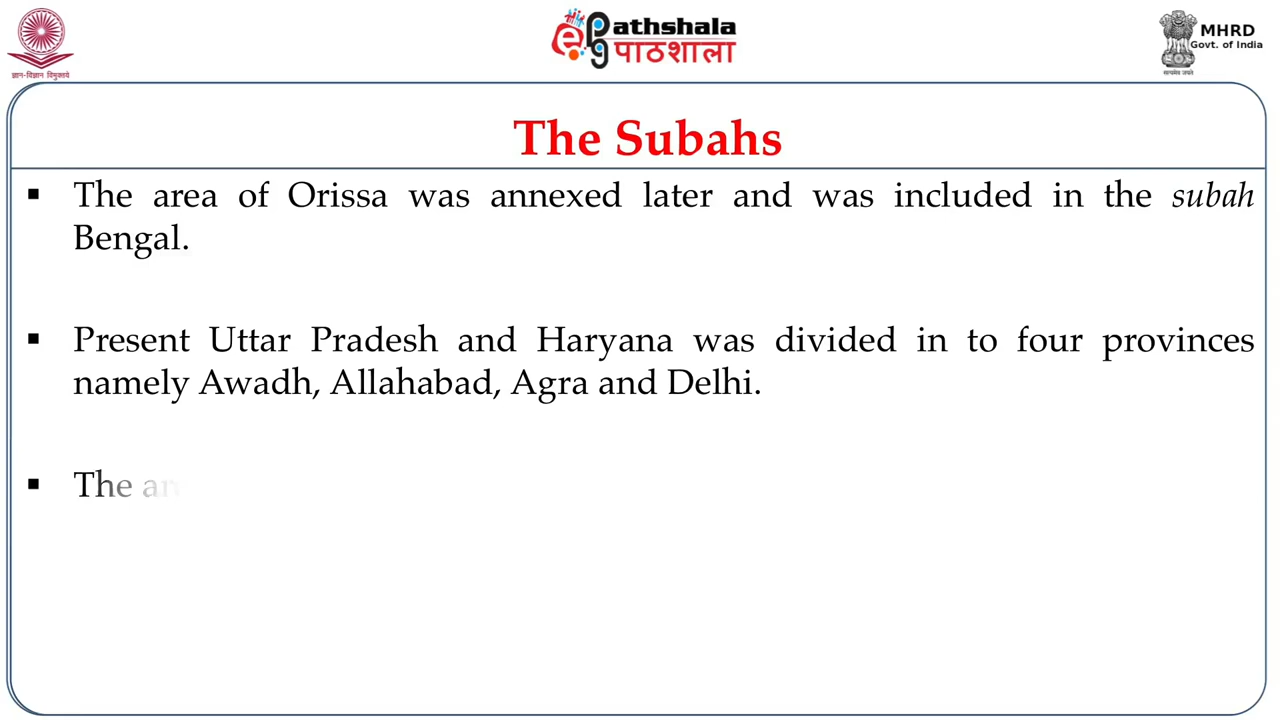 ज्ञान-विज्ञान विमुक्तये
ePG Pathshala
पाठशाला
सत्यमेव जयते
MHRD
Govt. of India
The Subahs
▪ The area of Orissa was annexed later and was included in the subah
Bengal.
▪ Present Uttar Pradesh and Haryana was divided in to four provinces
namely Awadh, Allahabad, Agra and Delhi.
▪ The